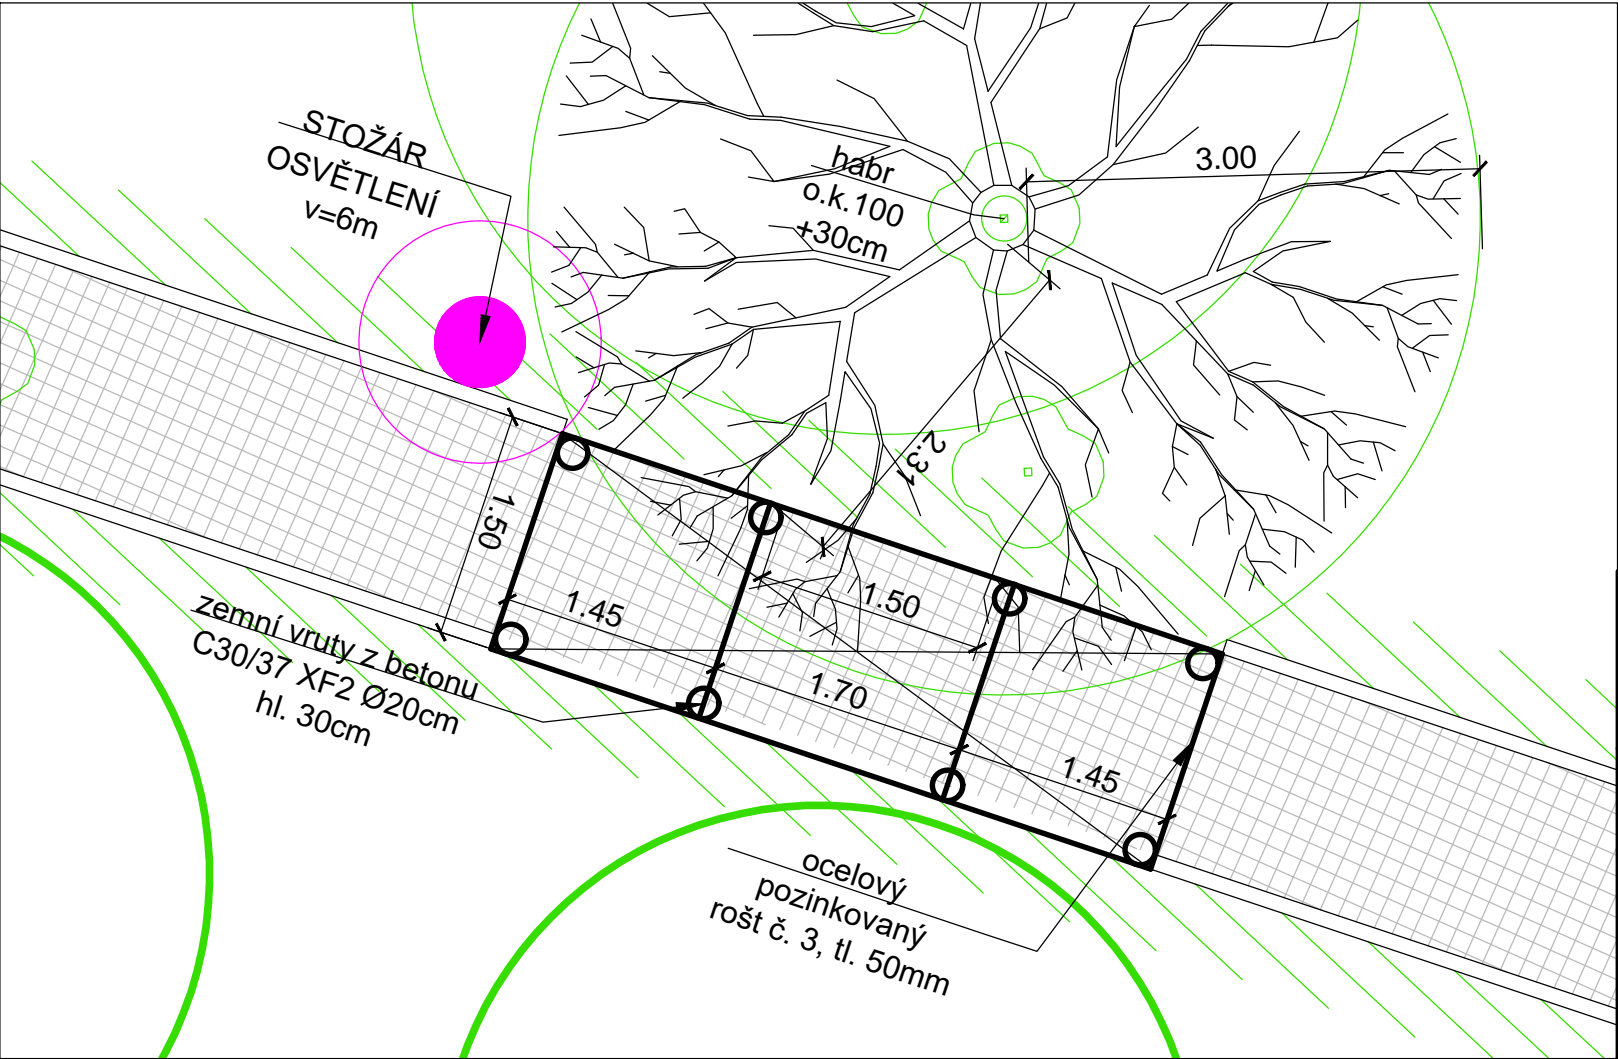 STOŽÁR
OSVĚTLENÍ
v=6m
habr
o.k.100
+30cm
3.00
2.31
1.50
1.45
1.50
1.70
1.45
zemní vruty z betonu
C30/37 XF2 Ø20cm
hl. 30cm
ocelový
pozinkovaný
rošt č. 3, tl. 50mm